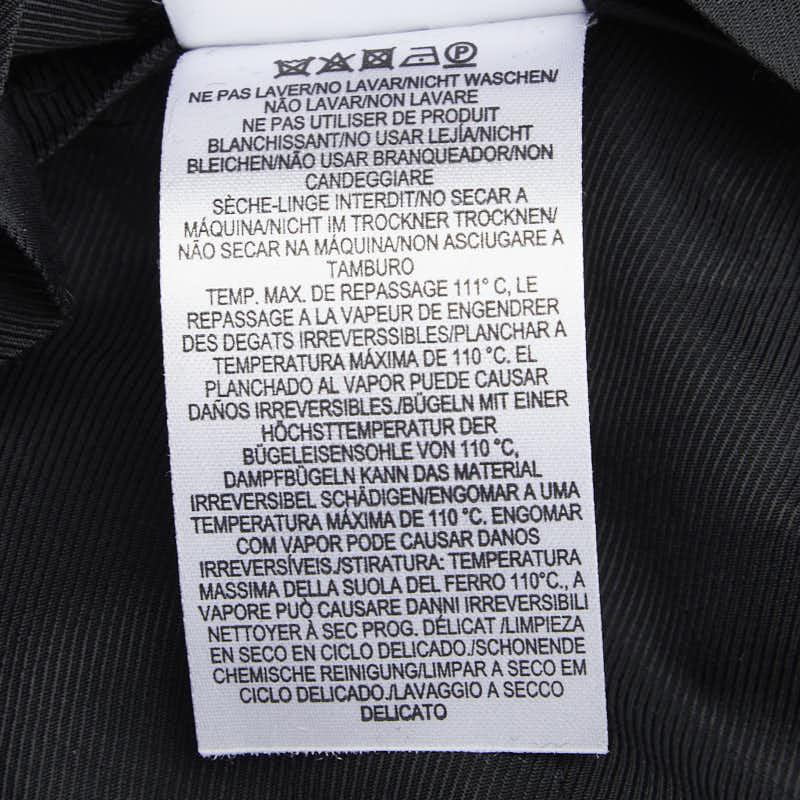 NE PAS LAVER/NO LAVAR/NICHT WASCHEN/
NÃO LAVAR/NON LAVARE
NE PAS UTILISER DE PRODUIT
BLANCHISSANT/NO USAR LEJÍA/NICHT
BLEICHEN/NÃO USAR BRANQUEADOR/NON
CANDEGGIARE
SÈCHE-LINGE INTERDIT/NO SECAR A
MÁQUINA/NICHT IM TROCKNER TROCKNEN/
NÃO SECAR NA MÁQUINA/NON ASCIUGARE A
TAMBURO
TEMP. MAX. DE REPASSAGE 111° C, LE
REPASSAGE A LA VAPEUR DE ENGENDRER
DES DEGATS IRREVERSSIBLES/PLANCHAR A
TEMPERATURA MÁXIMA DE 110 °C. EL
PLANCHADO AL VAPOR PUEDE CAUSAR
DAÑOS IRREVERSIBLES./BÜGELN MIT EINER
HÖCHSTTEMPERATUR DER
BÜGELEISENSOHLE VON 110 °C,
DAMPFBÜGELN KANN DAS MATERIAL
IRREVERSIBEL SCHÄDIGEN/ENGOMAR A UMA
TEMPERATURA MÁXIMA DE 110 °C. ENGOMAR
COM VAPOR PODE CAUSAR DANOS
IRREVERSÍVEIS./STIRATURA: TEMPERATURA
MASSIMA DELLA SUOLA DEL FERRO 110°C., A
VAPORE PUÒ CAUSARE DANNI IRREVERSIBILI
NETTOYER À SEC PROG. DÉLICAT /LIMPIEZA
EN SECO EN CICLO DELICADO./SCHONENDE
CHEMISCHE REINIGUNG/LIMPAR A SECO EM
CICLO DELICADO./LAVAGGIO A SECCO
DELICATO